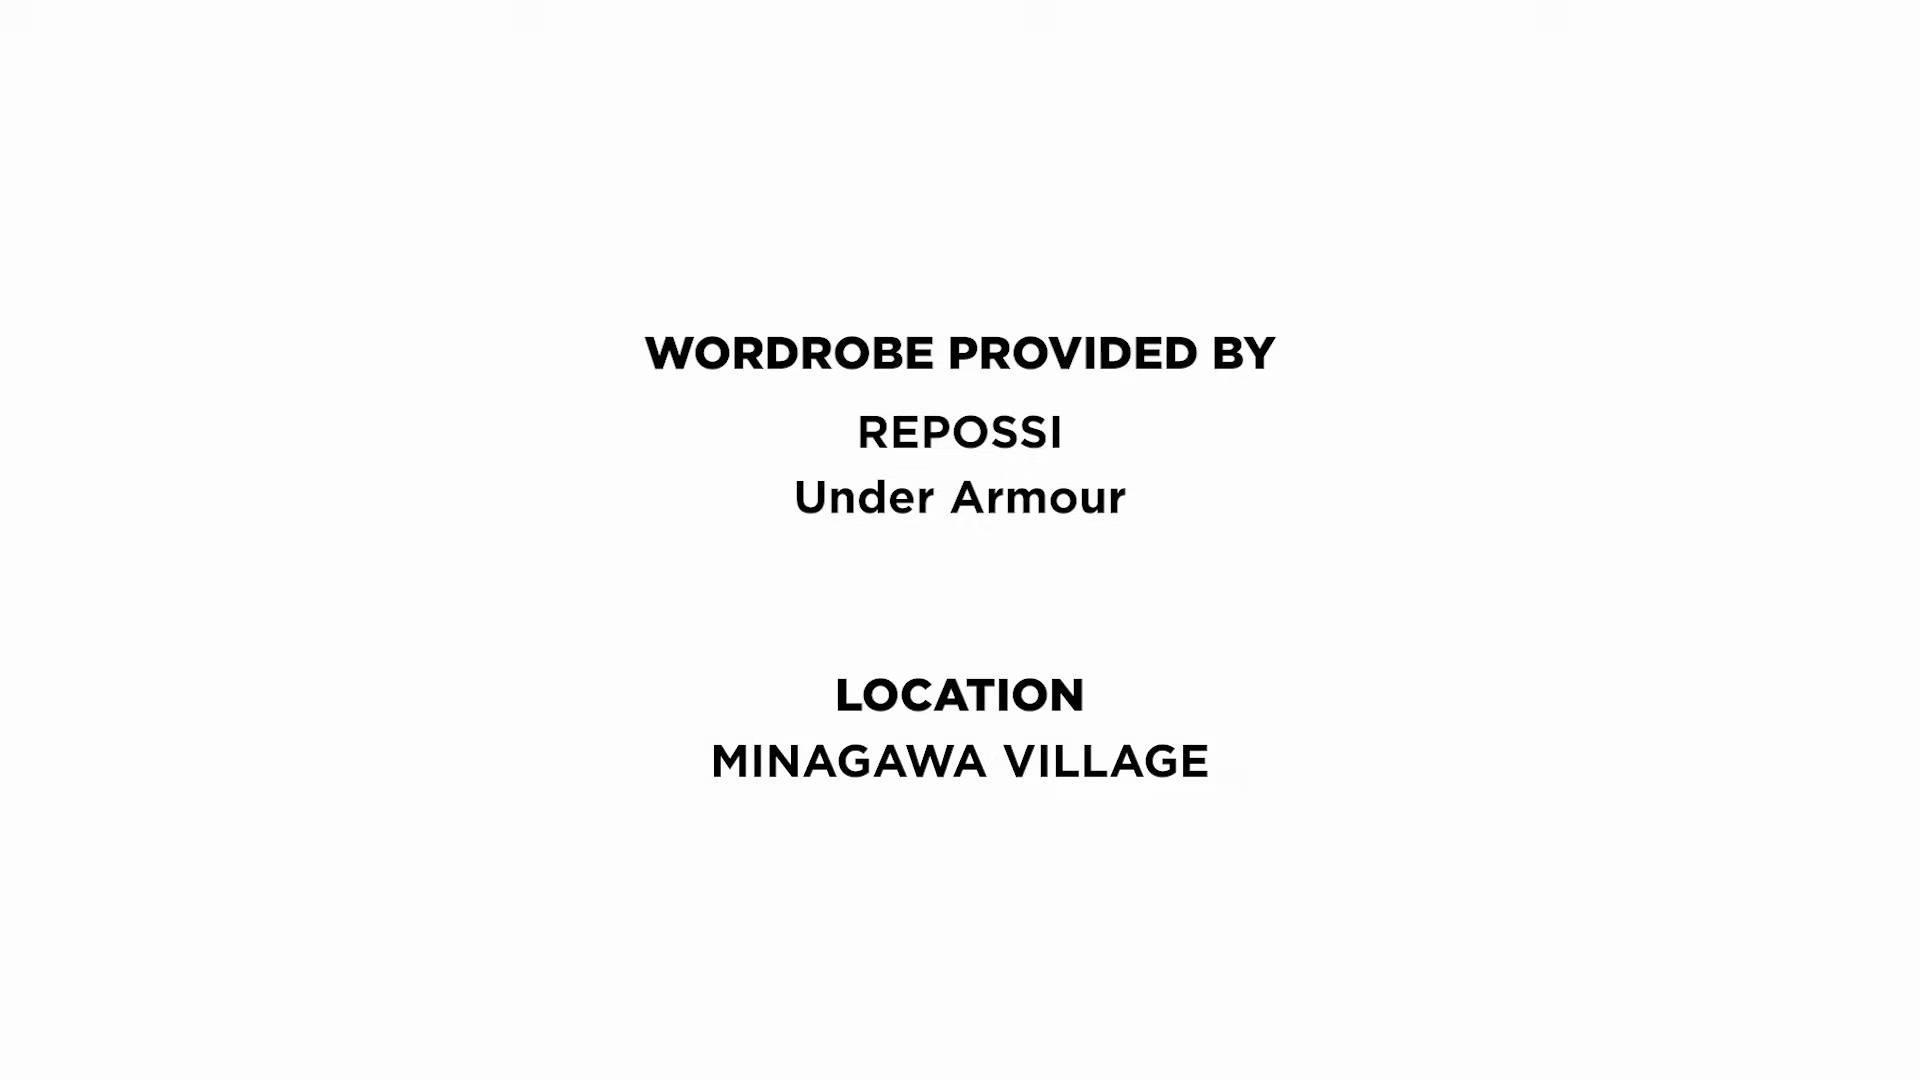 WORDROBE PROVIDED BY
REPOSSI
Under Armour
LOCATION
MINAGAWA VILLAGE